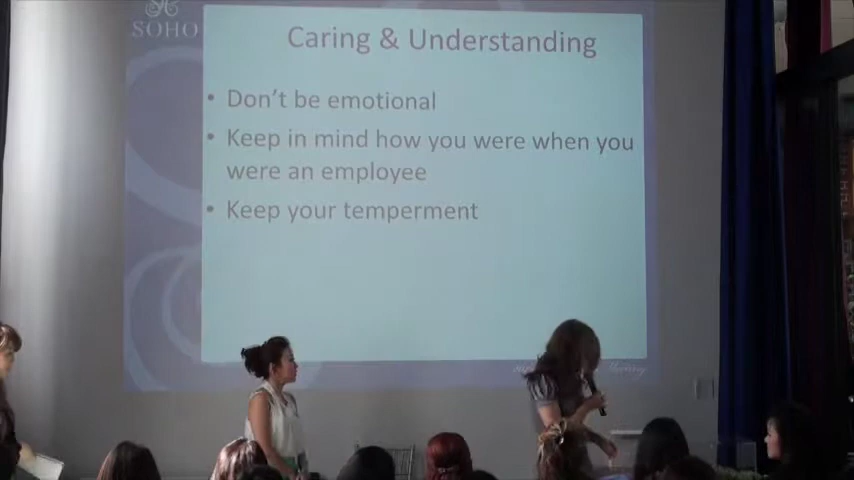 SOHO
Caring & Understanding
• Don't be emotional
• Keep in mind how you were when you
were an employee
• Keep your temperment